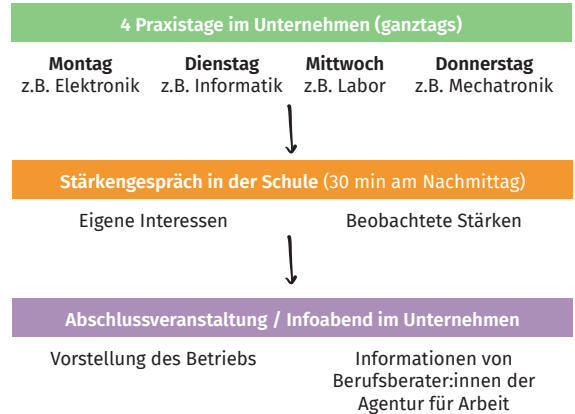 4 Praxistage im Unternehmen (ganztags)
Montag Dienstag Mittwoch Donnerstag
z.B. Elektronik z.B. Informatik z.B. Labor z.B. Mechatronik
Stärkengespräch in der Schule (30 min am Nachmittag)
Eigene Interessen Beobachtete Stärken
Abschlussveranstaltung / Infoabend im Unternehmen
Vorstellung des Betriebs Informationen von
Berufsberater:innen der
Agentur für Arbeit